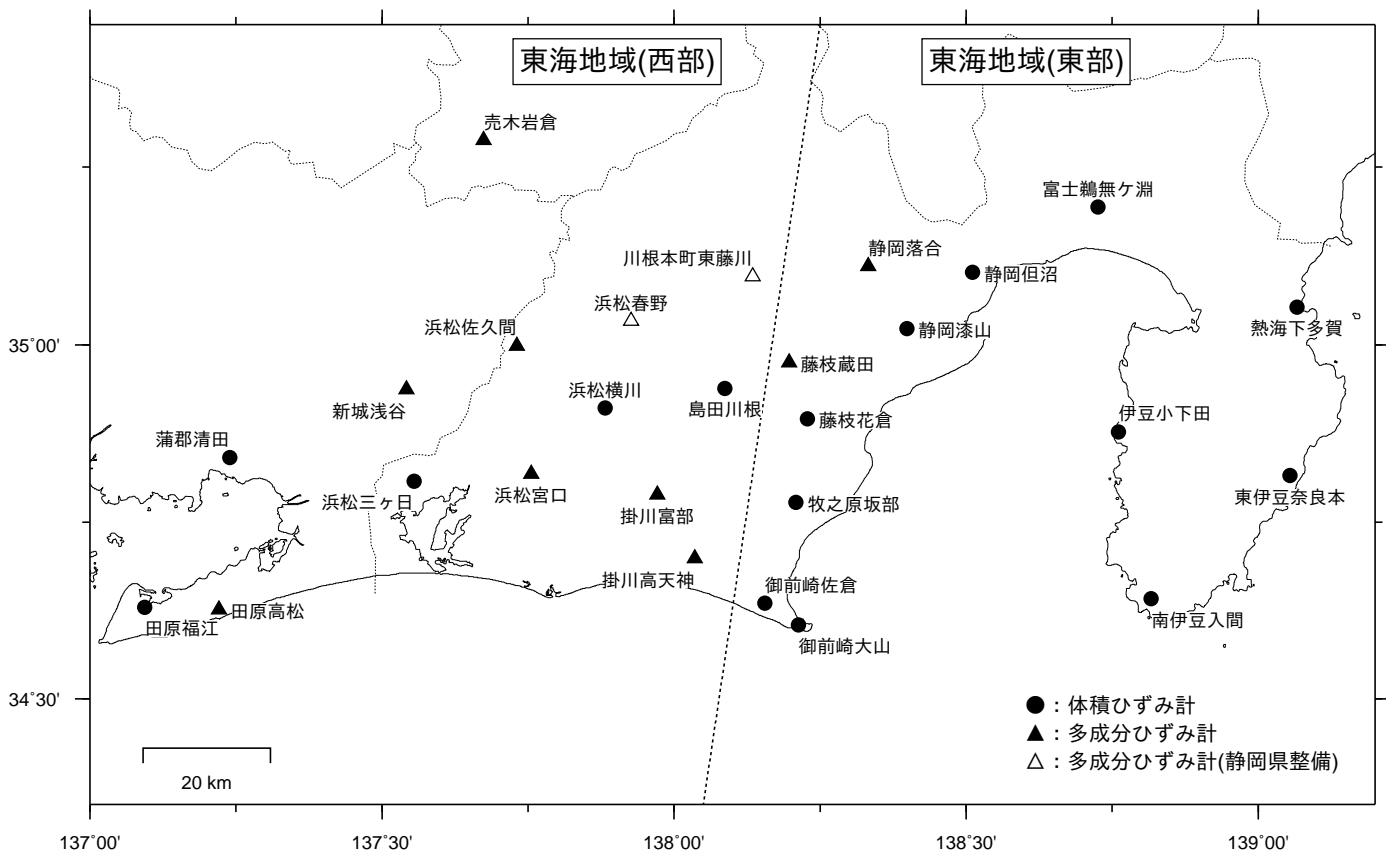 東海地域(西部)
東海地域(東部)
売木岩倉
富士鵜無ケ淵
静岡落合
川根本町東藤川
静岡但沼
浜松春野
浜松佐久間
静岡漆山
熱海下多賀
35°00'
藤枝蔵田
浜松横川
島田川根
新城浅谷
藤枝花倉
伊豆小下田
蒲郡清田
浜松三ヶ日
浜松宮口
東伊豆奈良本
掛川富部
牧之原坂部
掛川高天神
御前崎佐倉
田原高松
田原福江
南伊豆入間
御前崎大山
34°30'
：体積ひずみ計
：多成分ひずみ計
：多成分ひずみ計(静岡県整備)
20 km
137°00'
137°30'
138°00'
138°30'
139°00'